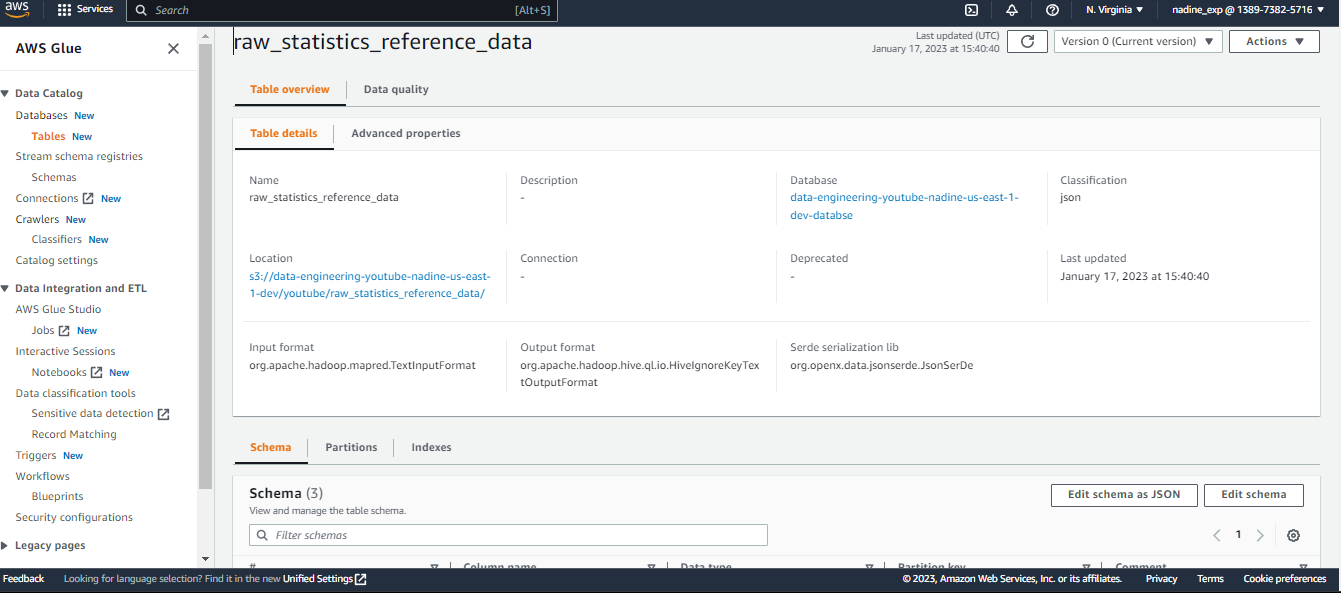 aws
Services
Search
[Alt+S]
N. Virginia
nadine_exp @ 1389-7382-5716
AWS Glue
Data Catalog
Databases New
Tables New
Stream schema registries
Schemas
Connections New
Crawlers New
Classifiers New
Catalog settings
Data Integration and ETL
AWS Glue Studio
Jobs New
Interactive Sessions
Notebooks New
Data classification tools
Sensitive data detection
Record Matching
Triggers New
Workflows
Blueprints
Security configurations
Legacy pages
raw_statistics_reference_data
Last updated (UTC)
January 17, 2023 at 15:40:40
Version 0 (Current version)
Actions
Table overview
Data quality
Table details
Advanced properties
Name
raw_statistics_reference_data
Description
-
Database
data-engineering-youtube-nadine-us-east-1-
dev-databse
Classification
json
Location
s3://data-engineering-youtube-nadine-us-east-
1-dev/youtube/raw_statistics_reference_data/
Connection
-
Deprecated
-
Last updated
January 17, 2023 at 15:40:40
Input format
org.apache.hadoop.mapred.TextInputFormat
Output format
org.apache.hadoop.hive.ql.io.HiveIgnoreKeyTex
tOutputFormat
Serde serialization lib
org.openx.data.jsonserde.JsonSerDe
Schema
Partitions
Indexes
Schema (3)
View and manage the table schema.
Edit schema as JSON
Edit schema
Filter schemas
1
#
Column name
Data type
Partition key
Comment
Feedback
Looking for language selection? Find it in the new Unified Settings
© 2023, Amazon Web Services, Inc. or its affiliates.
Privacy
Terms
Cookie preferences